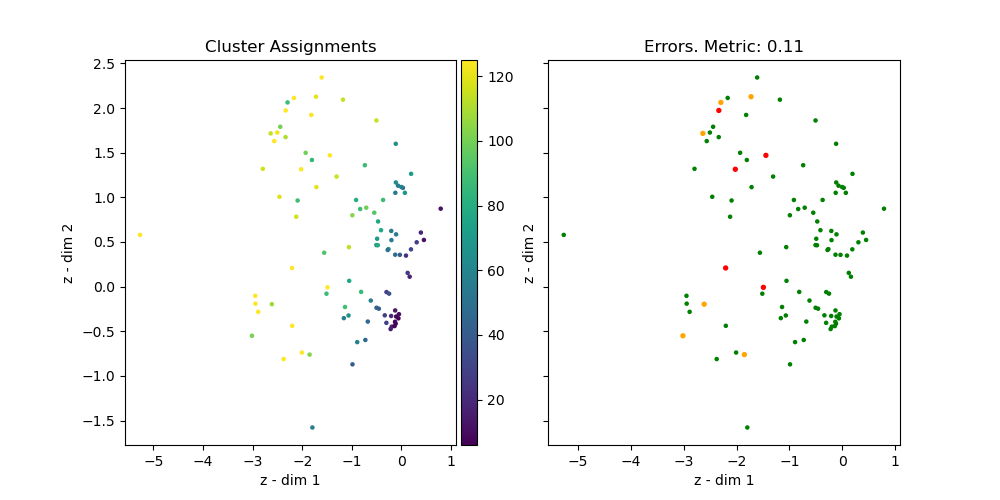 Cluster Assignments
Errors. Metric: 0.11
2.5
2.0
1.5
1.0
0.5
0.0
−0.5
−1.0
−1.5
z - dim 2
−5 −4 −3 −2 −1 0 1
z - dim 1
120
100
80
60
40
20
z - dim 2
−5 −4 −3 −2 −1 0 1
z - dim 1